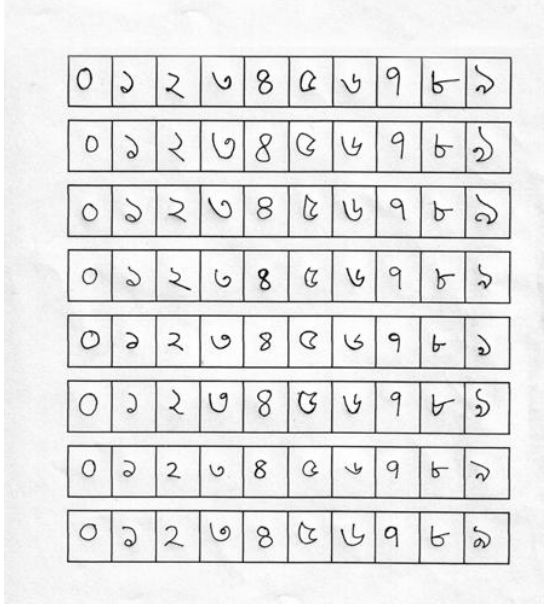 ০ ১ ২ ৩ ৪ ৫ ৬ ৭ ৮ ৯
০ ১ ২ ৩ ৪ ৫ ৬ ৭ ৮ ৯
০ ১ ২ ৩ ৪ ৫ ৬ ৭ ৮ ৯
০ ১ ২ ৩ ৪ ৫ ৬ ৭ ৮ ৯
০ ১ ২ ৩ ৪ ৫ ৬ ৭ ৮ ৯
০ ১ ২ ৩ ৪ ৫ ৬ ৭ ৮ ৯
০ ১ ২ ৩ ৪ ৫ ৬ ৭ ৮ ৯
০ ১ ২ ৩ ৪ ৫ ৬ ৭ ৮ ৯